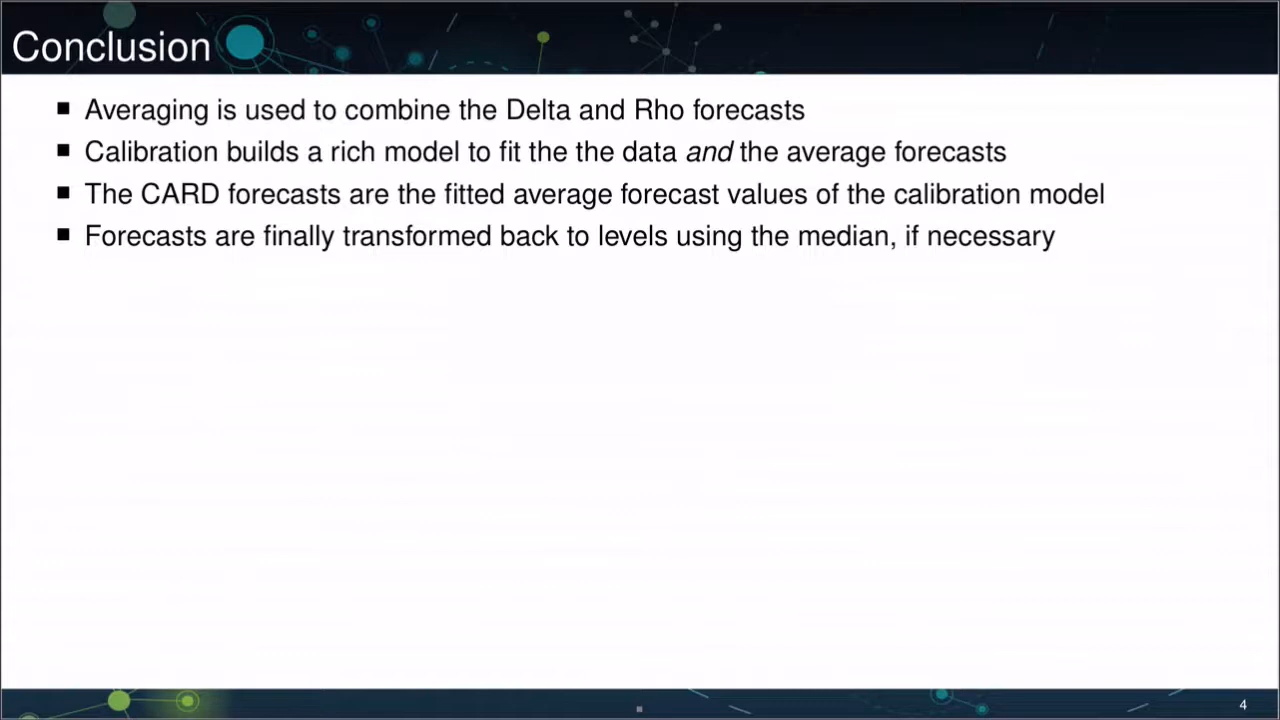 Conclusion
Averaging is used to combine the Delta and Rho forecasts
Calibration builds a rich model to fit the the data and the average forecasts
The CARD forecasts are the fitted average forecast values of the calibration model
Forecasts are finally transformed back to levels using the median, if necessary
4